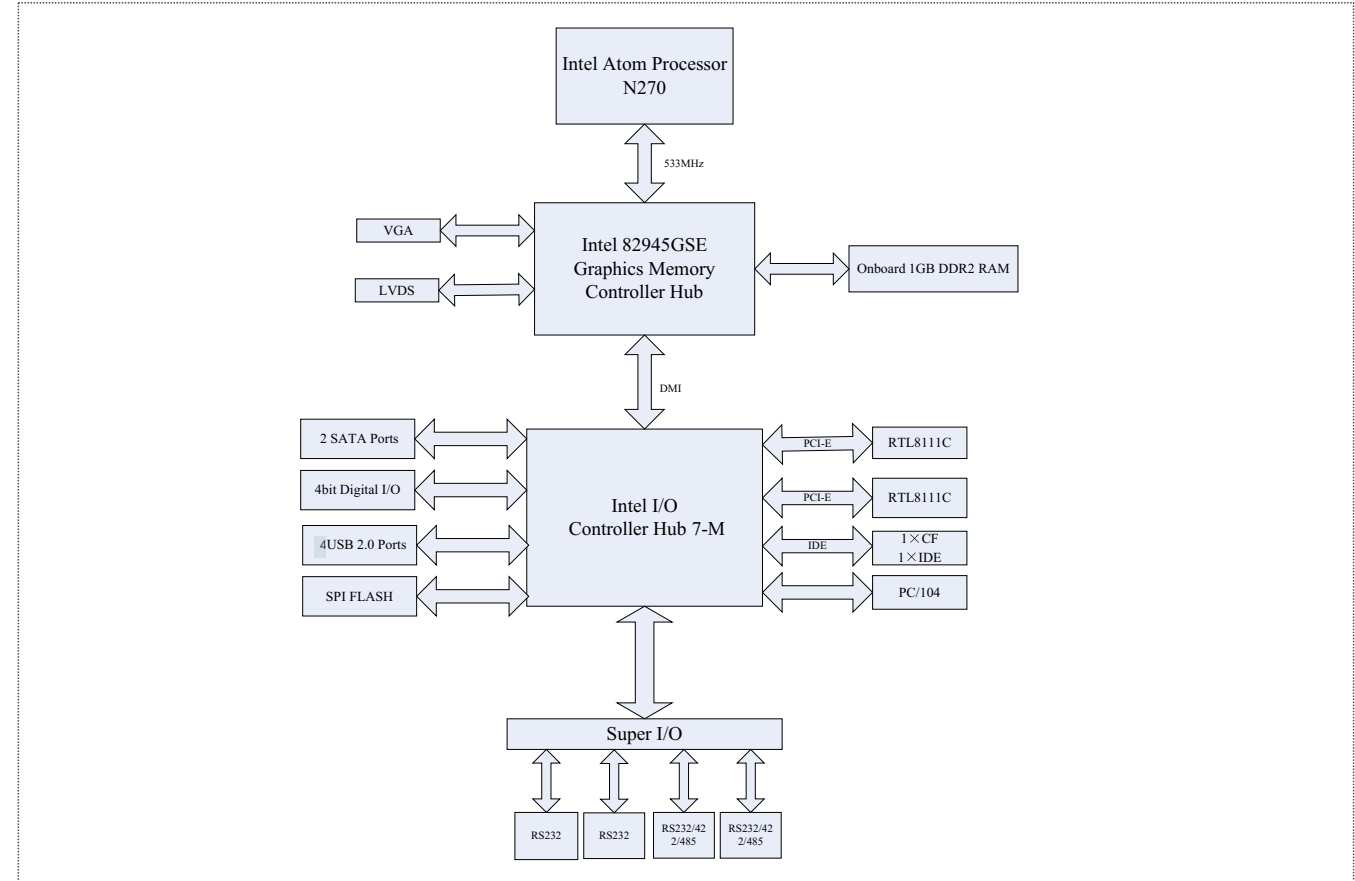 Intel Atom Processor
N270
533MHz
VGA
Intel 82945GSE
Graphics Memory
Controller Hub
Onboard 1GB DDR2 RAM
LVDS
DMI
2 SATA Ports
PCI-E
RTL8111C
4bit Digital I/O
Intel I/O
Controller Hub 7-M
PCI-E
RTL8111C
4USB 2.0 Ports
IDE
1×CF
1×IDE
SPI FLASH
PC/104
Super I/O
RS232
RS232
RS232/42
2/485
RS232/42
2/485